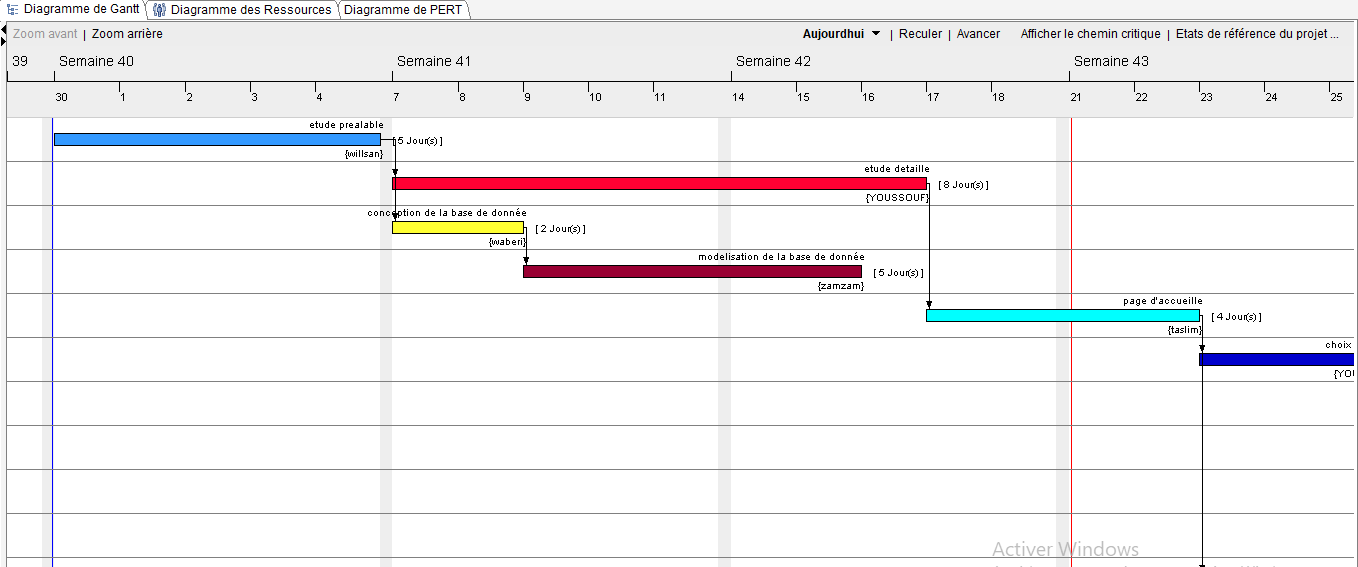 Diagramme de Gantt Diagramme des Ressources Diagramme de PERT
Zoom avant | Zoom arrière Aujourdhui | Reculer | Avancer Afficher le chemin critique | Etats de référence du projet ...
39 Semaine 40 Semaine 41 Semaine 42 Semaine 43
30 1 2 3 4 7 8 9 10 11 14 15 16 17 18 21 22 23 24 25
etude prealable
[ 5 Jour(s) ]
{willsan}
etude detaille
[ 8 Jour(s) ]
{YOUSSOUF}
conception de la base de donnée
[ 2 Jour(s) ]
{waberi}
modelisation de la base de donnée
[ 5 Jour(s) ]
{zamzam}
page d'accueille
[ 4 Jour(s) ]
{taslim}
choix
{YOU
Activer Windows